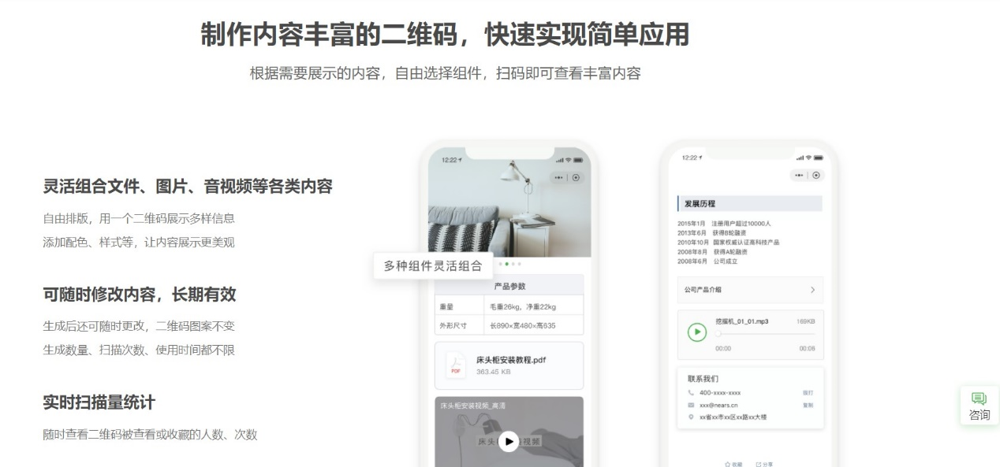 制作内容丰富的二维码，快速实现简单应用
根据需要展示的内容，自由选择组件，扫码即可查看丰富内容
灵活组合文件、图片、音视频等各类内容
自由排版，用一个二维码展示多样信息
添加配色、样式等，让内容展示更美观
可随时修改内容，长期有效
生成后还可随时更改，二维码图案不变
生成数量、扫描次数、使用时间都不限
实时扫描量统计
随时查看二维码被查看或收藏的人数、次数
12:22
多种组件灵活组合
产品参数
重量 毛重26kg，净重22kg
外形尺寸 长890×宽480×高635
PDF
床头柜安装教程.pdf
363.45 KB
床头柜安装视频_高清
12:22
发展历程
2015年1月 注册用户超过10000人
2013年6月 获得B轮融资
2010年10月 国家权威认证高科技产品
2008年8月 获得A轮融资
2008年6月 公司成立
公司产品介绍
挖掘机_01_01.mp3 169KB
00:00 00:06
联系我们
400-xxxx-xxxx 拨打
xxx@nears.cn 复制
xx省xx市xx区xx路xx大楼
收藏 分享
咨询